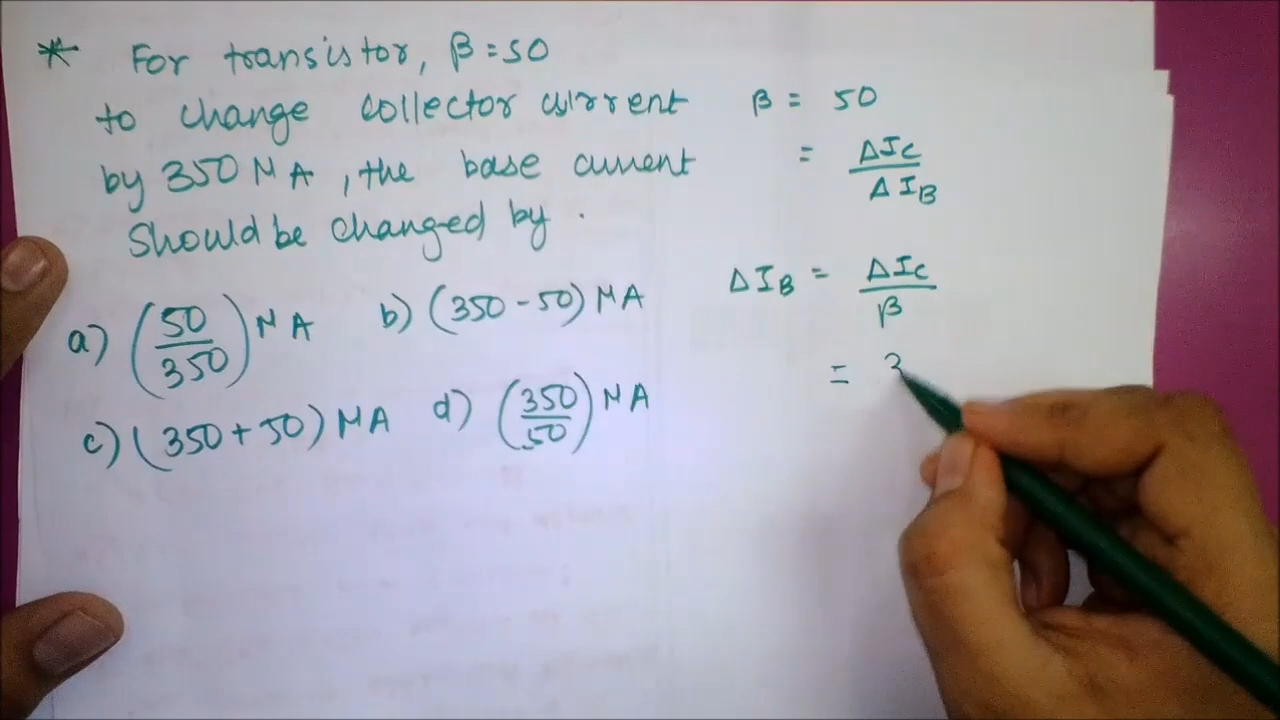 * For transistor, β = 50
to change collector current
by 350 μA, the base current
should be changed by.
a) (50/350) μA b) (350 - 50) μA
c) (350 + 50) μA d) (350/50) μA
β = 50
= ΔIC/ΔIB
ΔIB = ΔIC/β
= 3